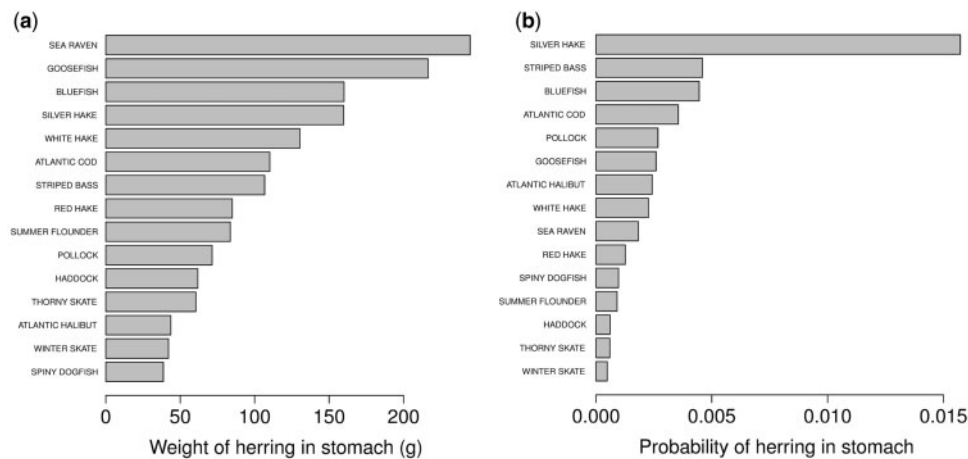 (a)
SEA RAVEN
GOOSEFISH
BLUEFISH
SILVER HAKE
WHITE HAKE
ATLANTIC COD
STRIPED BASS
RED HAKE
SUMMER FLOUNDER
POLLOCK
HADDOCK
THORNY SKATE
ATLANTIC HALIBUT
WINTER SKATE
SPINY DOGFISH
0 50 100 150 200
Weight of herring in stomach (g)
(b)
SILVER HAKE
STRIPED BASS
BLUEFISH
ATLANTIC COD
POLLOCK
GOOSEFISH
ATLANTIC HALIBUT
WHITE HAKE
SEA RAVEN
RED HAKE
SPINY DOGFISH
SUMMER FLOUNDER
HADDOCK
THORNY SKATE
WINTER SKATE
0.000 0.005 0.010 0.015
Probability of herring in stomach